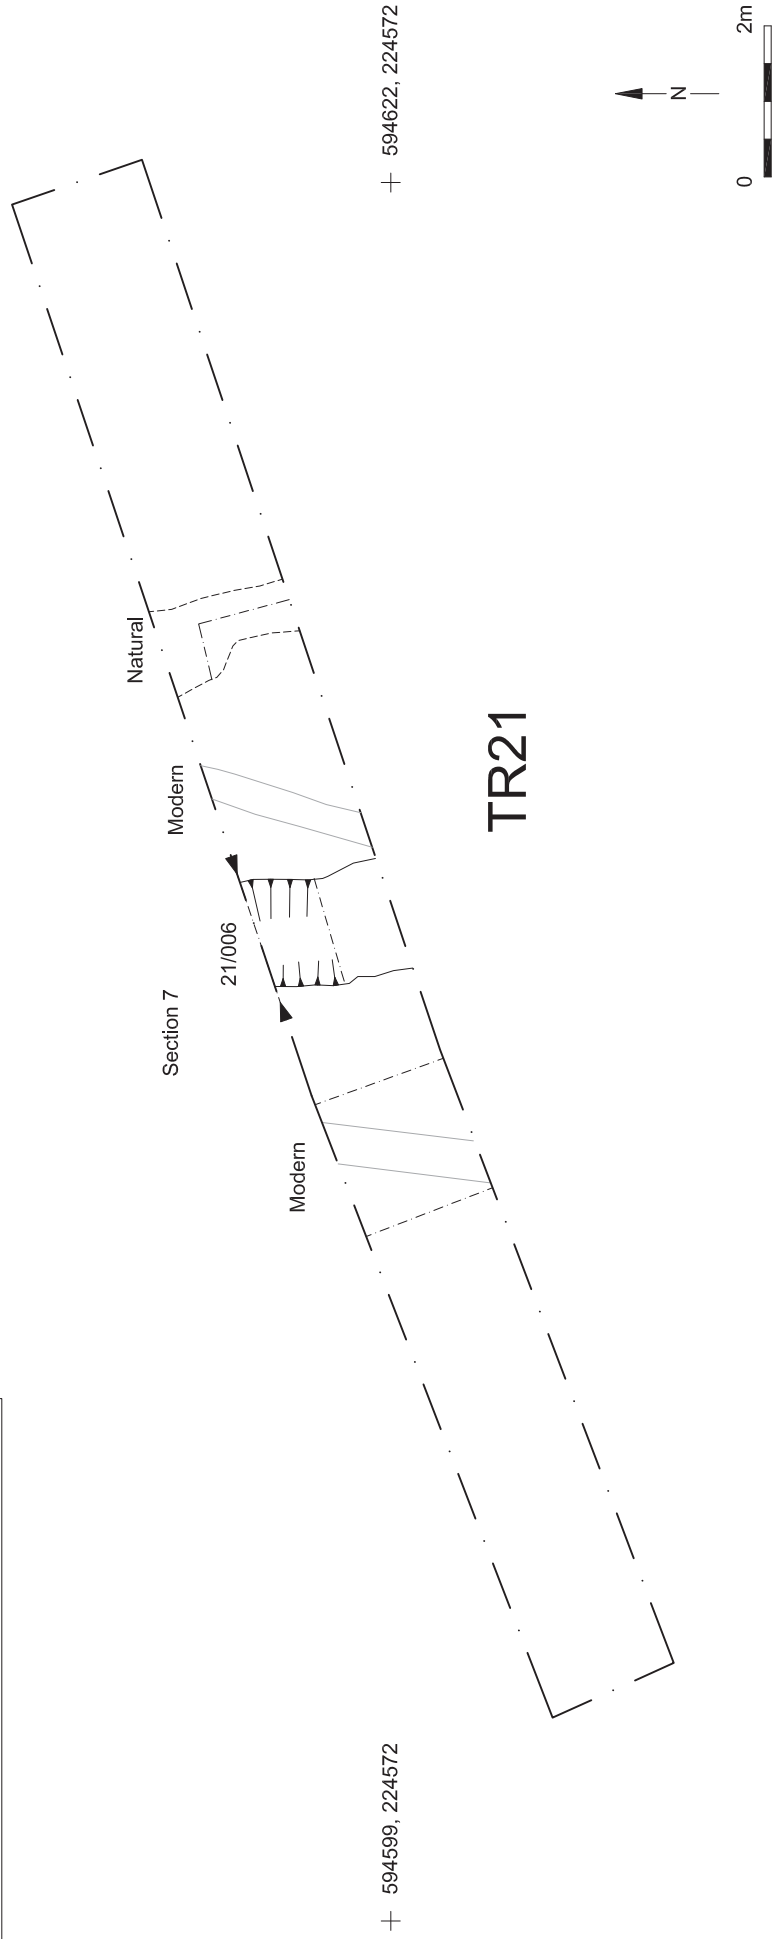 594622, 224572
N
2m
0
Natural
Modern
TR21
21/006
Section 7
Modern
594599, 224572